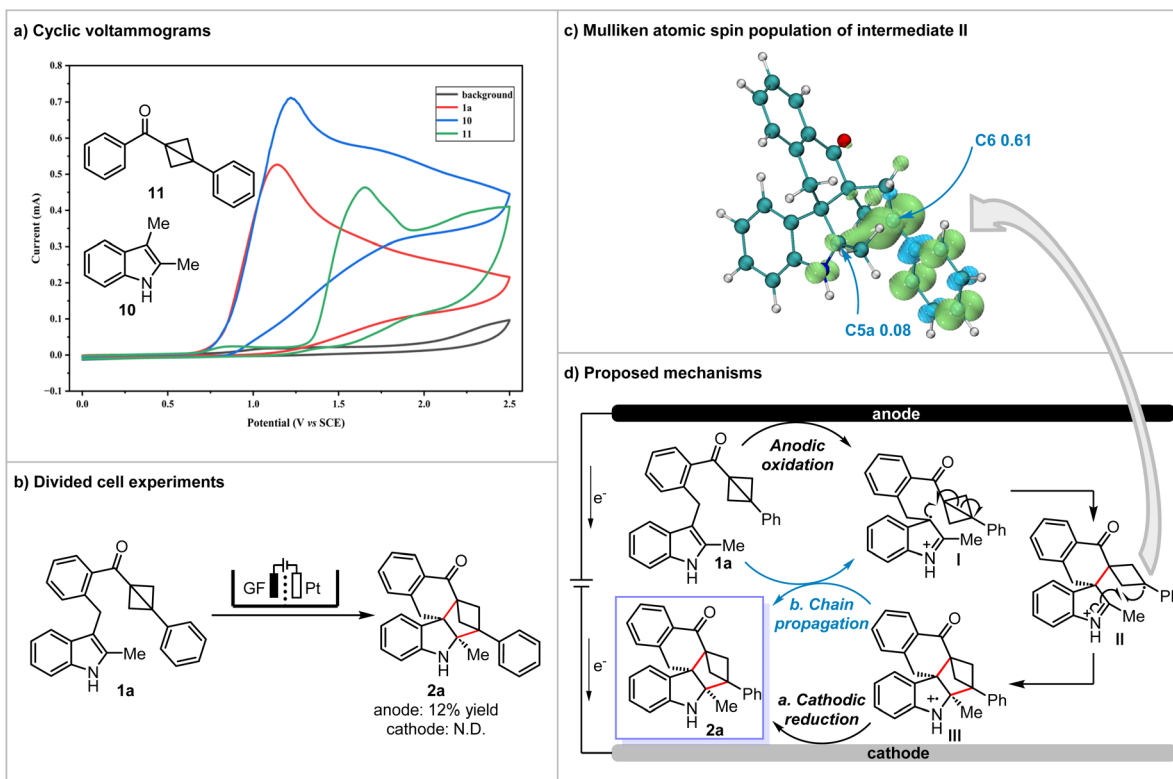 a) Cyclic voltammograms
0.8
0.7
0.6
0.5
0.4
0.3
0.2
0.1
0.0
−0.1
Current (mA)
0.0
0.5
1.0
1.5
2.0
2.5
Potential (V vs SCE)
background
1a
10
11
O
11
Me
Me
N
H
10
b) Divided cell experiments
O
Me
N
H
1a
GF
Pt
O
N
H
Me
2a
anode: 12% yield
cathode: N.D.
c) Mulliken atomic spin population of intermediate II
C6 0.61
C5a 0.08
d) Proposed mechanisms
anode
e-
e-
O
Ph
Me
N
H
1a
Anodic
oxidation
O
Ph
Me
+
N
H
I
O
Ph
Me
+
N
H
II
b. Chain
propagation
O
Ph
Me
N
H
2a
a. Cathodic
reduction
O
Ph
Me
+•
N
H
III
cathode